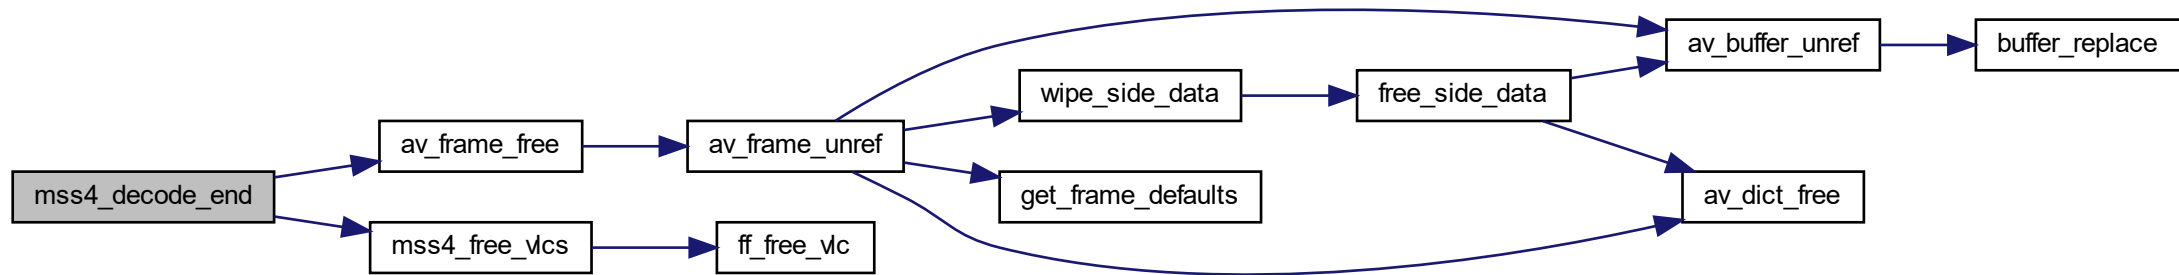 mss4_decode_end
av_frame_free
mss4_free_vlcs
av_frame_unref
ff_free_vlc
wipe_side_data
get_frame_defaults
free_side_data
av_buffer_unref
av_dict_free
buffer_replace